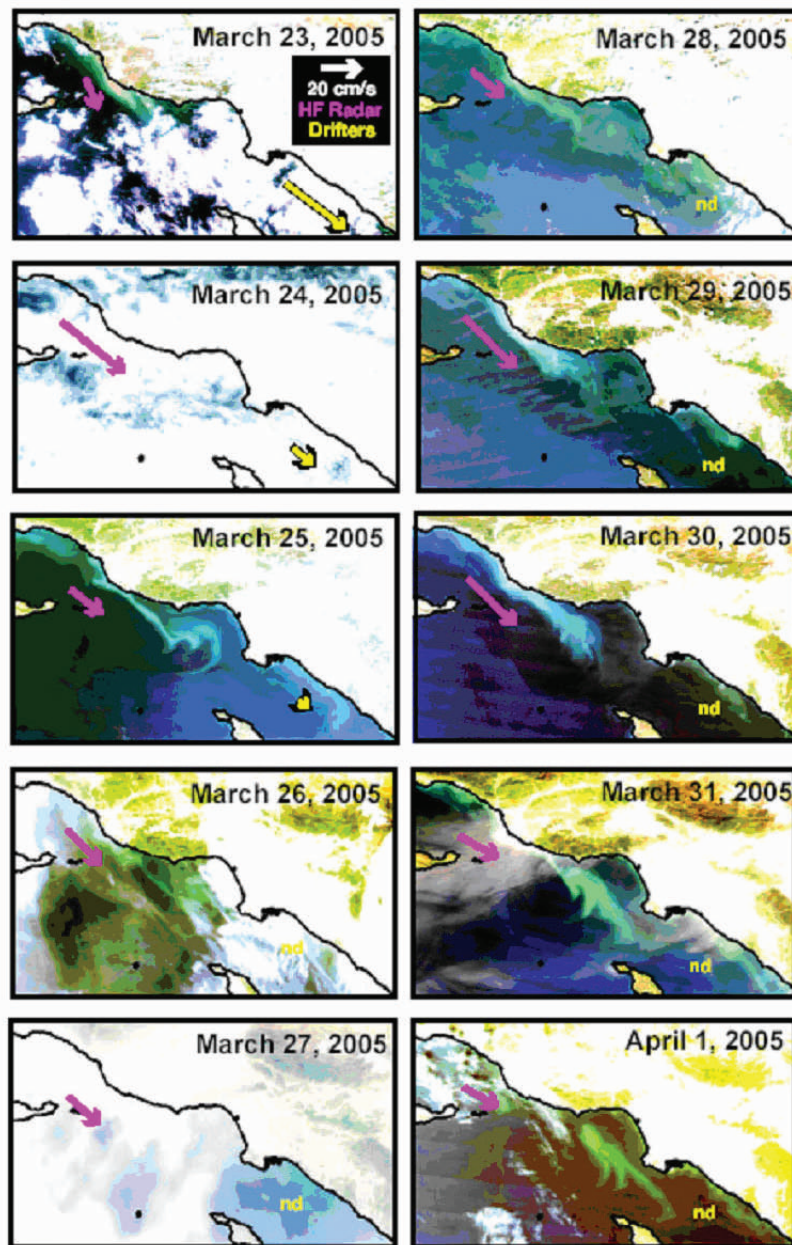 March 23, 2005
20 cm/s
HF Radar
Drifters
March 24, 2005
March 25, 2005
March 26, 2005
nd
March 27, 2005
nd
March 28, 2005
nd
March 29, 2005
nd
March 30, 2005
nd
March 31, 2005
nd
April 1, 2005
nd